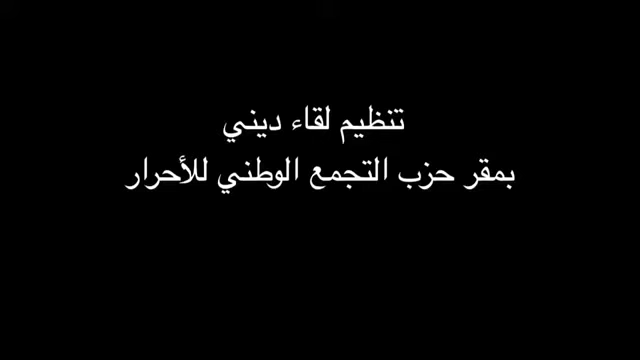 تنظيم لقاء ديني
بمقر حزب التجمع الوطني للأحرار